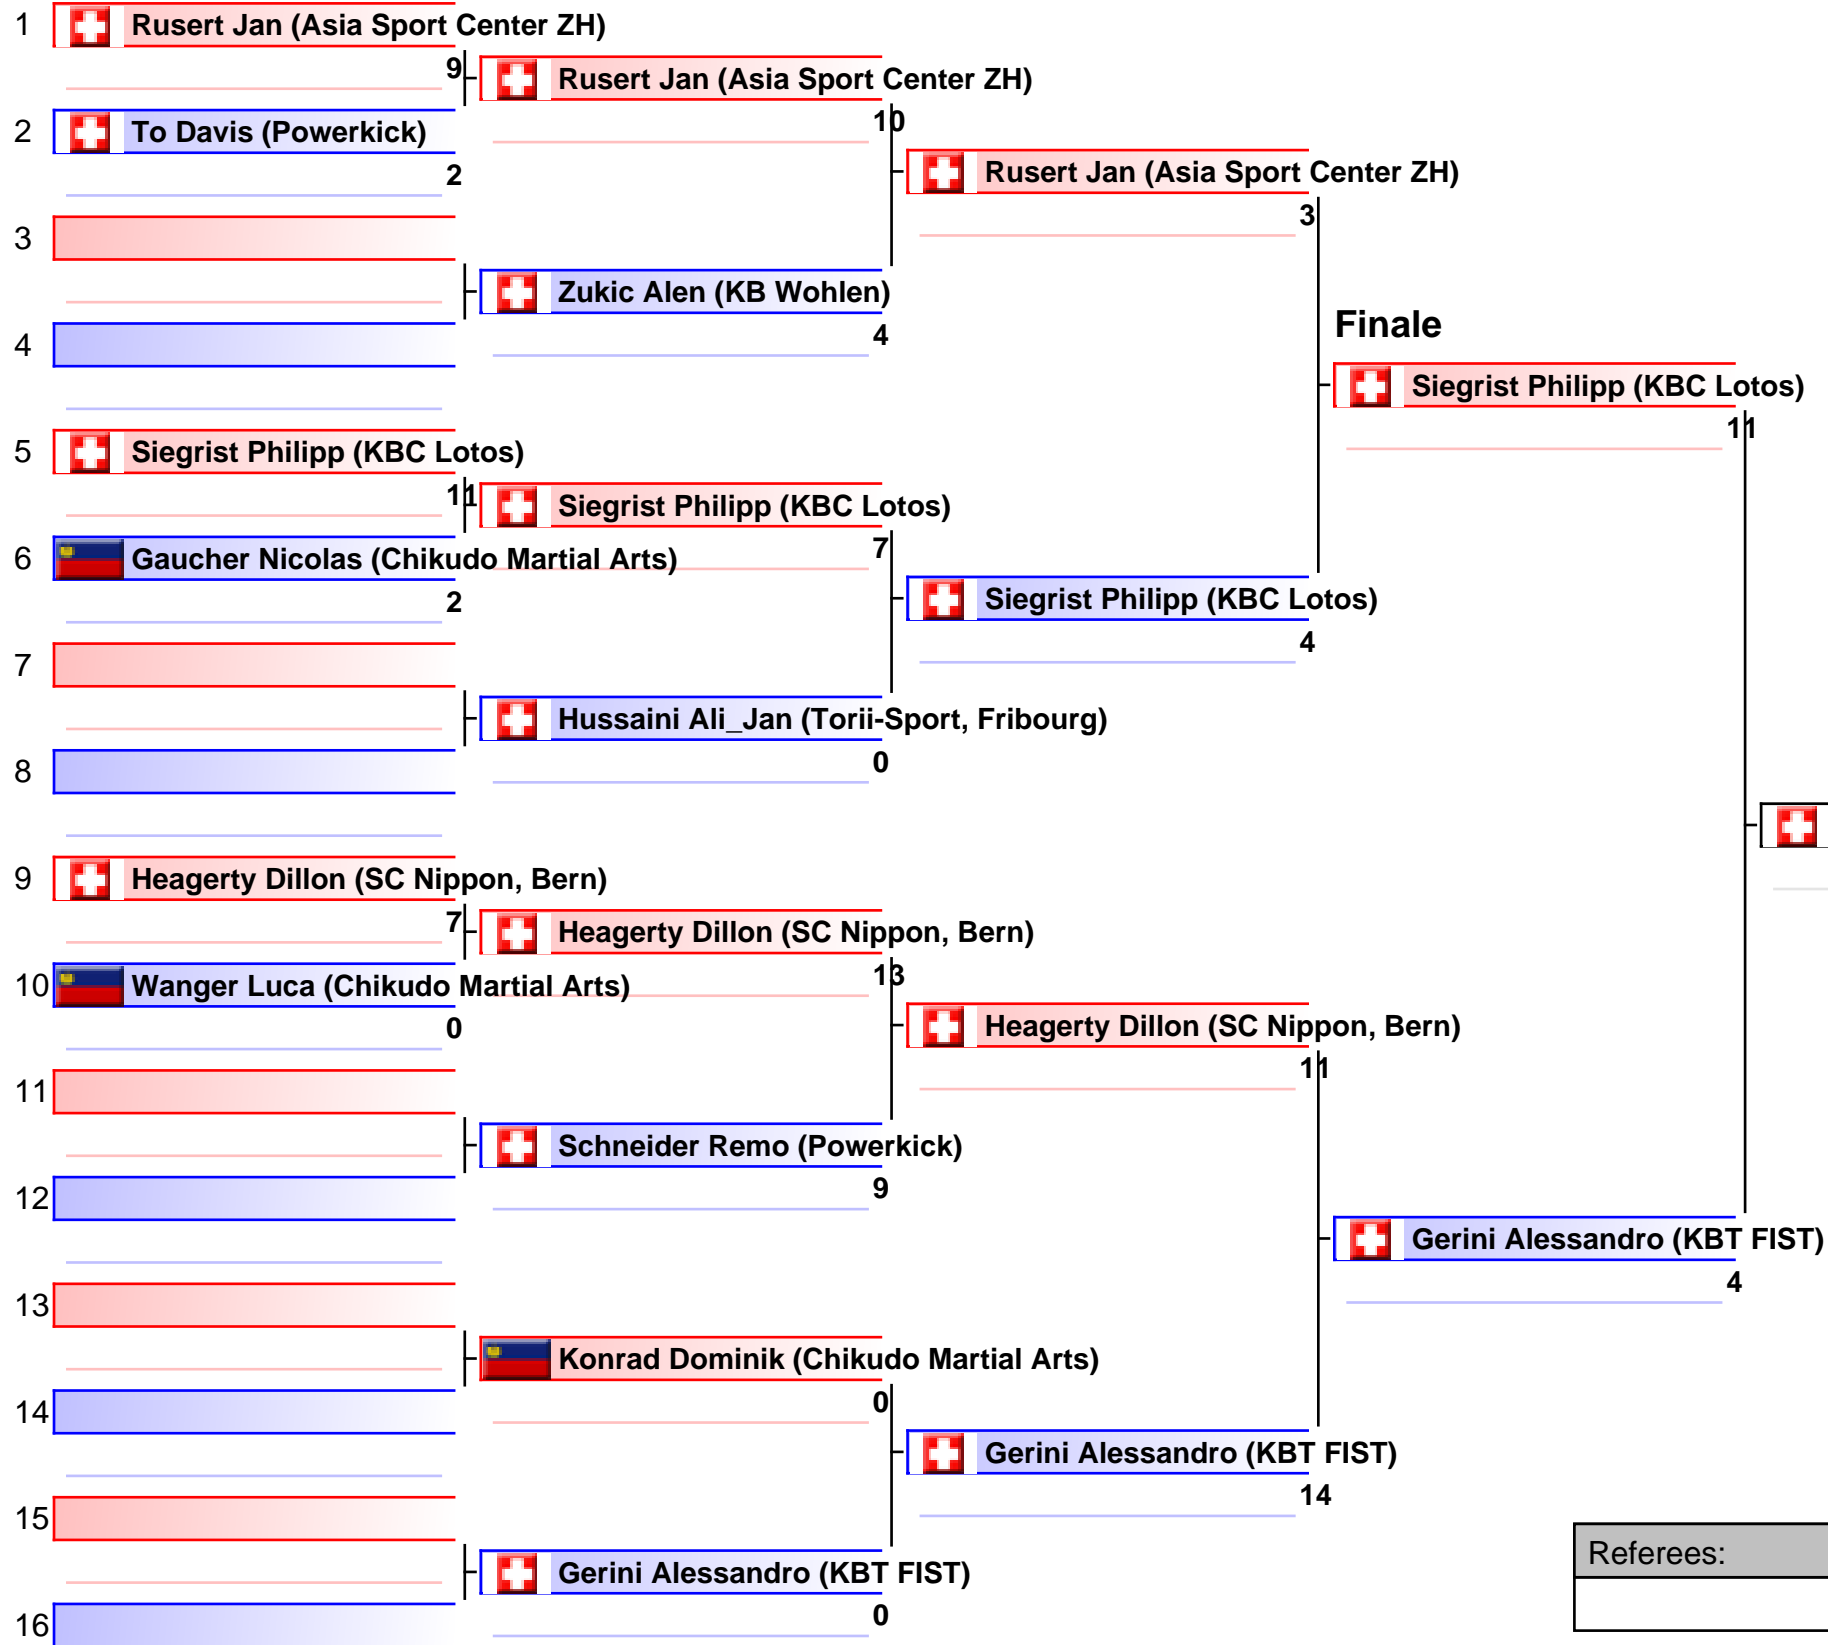 1 Rusert Jan (Asia Sport Center ZH)
9
Rusert Jan (Asia Sport Center ZH)
10
2 To Davis (Powerkick)
2
Rusert Jan (Asia Sport Center ZH)
3
3
Zukic Alen (KB Wohlen)
4
4
Finale
Siegrist Philipp (KBC Lotos)
11
5 Siegrist Philipp (KBC Lotos)
11
Siegrist Philipp (KBC Lotos)
7
6 Gaucher Nicolas (Chikudo Martial Arts)
2
Siegrist Philipp (KBC Lotos)
4
7
Hussaini Ali_Jan (Torii-Sport, Fribourg)
0
8
9 Heagerty Dillon (SC Nippon, Bern)
7
Heagerty Dillon (SC Nippon, Bern)
13
10 Wanger Luca (Chikudo Martial Arts)
0
Heagerty Dillon (SC Nippon, Bern)
11
11
Schneider Remo (Powerkick)
9
12
Gerini Alessandro (KBT FIST)
4
13
Konrad Dominik (Chikudo Martial Arts)
0
14
Gerini Alessandro (KBT FIST)
14
15
Gerini Alessandro (KBT FIST)
0
16
Referees: